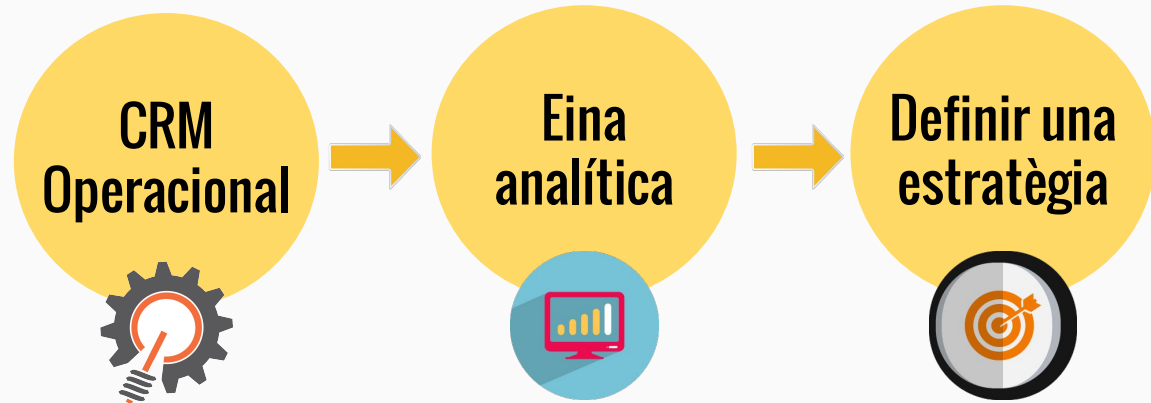 CRM
Operacional
Eina
analítica
Definir una
estratègia